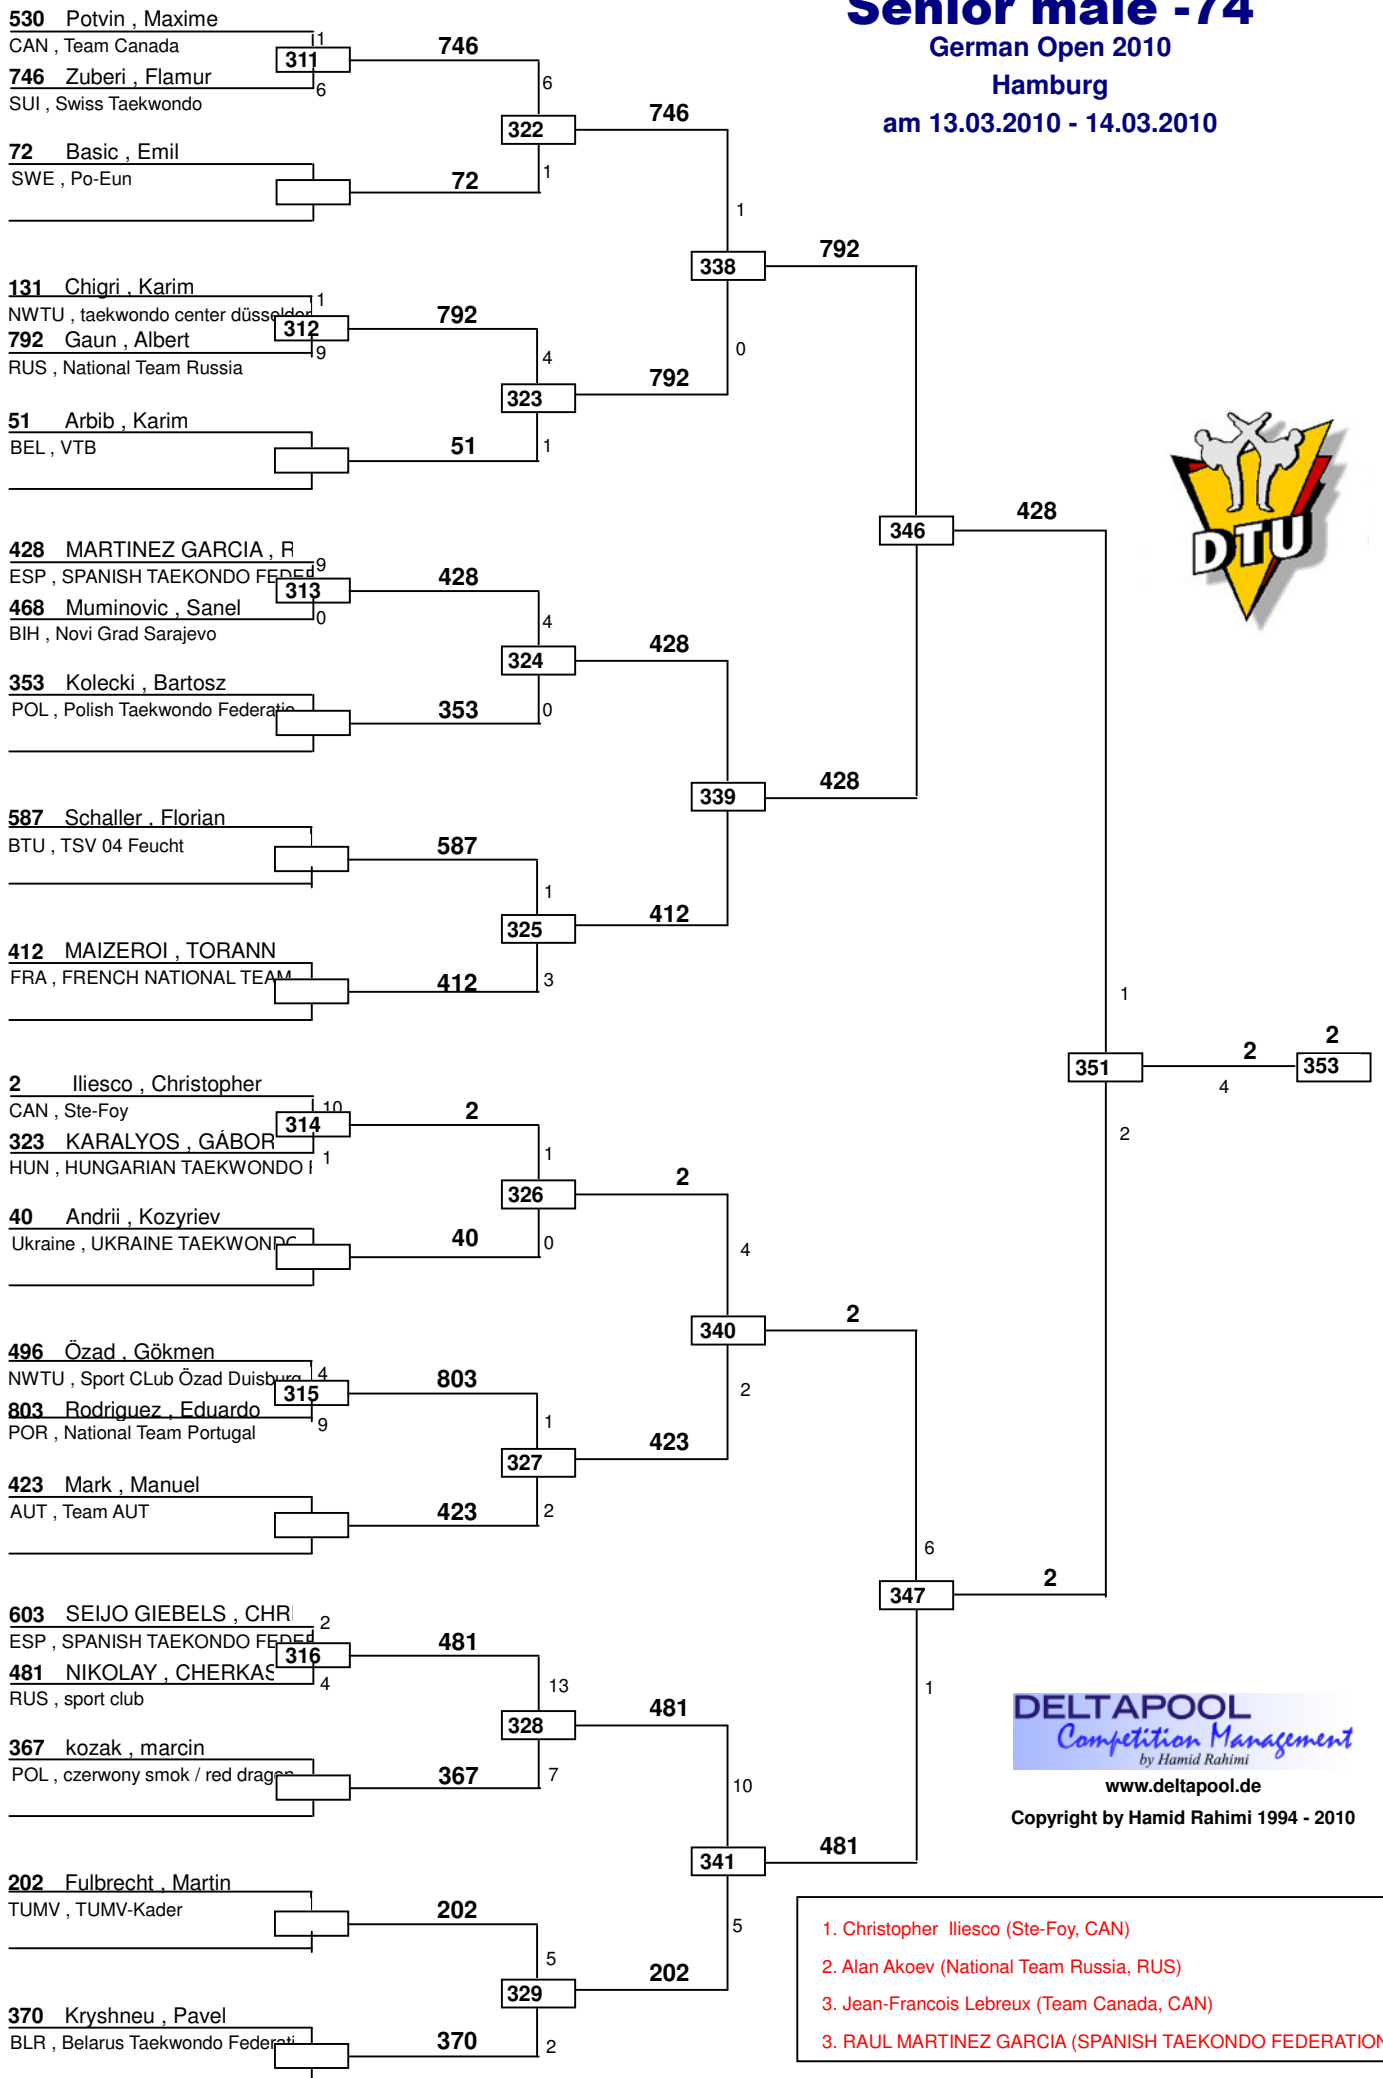 Senior male -74
German Open 2010
Hamburg
am 13.03.2010 - 14.03.2010
530 Potvin , Maxime
CAN , Team Canada
1
311
746
746 Zuberi , Flamur
6
SUI , Swiss Taekwondo
6
322
746
72 Basic , Emil
SWE , Po-Eun
72
1
1
338
792
131 Chigri , Karim
1
NWTU , taekwondo center düsseldor
312
792
792 Gaun , Albert
9
RUS , National Team Russia
0
4
323
792
51 Arbib , Karim
BEL , VTB
51
1
346
428
428 MARTINEZ GARCIA , R
9
ESP , SPANISH TAEKONDO FEDER
313
428
468 Muminovic , Sanel
0
BIH , Novi Grad Sarajevo
4
324
428
353 Kolecki , Bartosz
POL , Polish Taekwondo Federatio
353
0
339
428
587 Schaller , Florian
BTU , TSV 04 Feucht
587
1
325
412
412 MAIZEROI , TORANN
FRA , FRENCH NATIONAL TEAM
412
3
1
351
2
4
2
353
2
2 Iliesco , Christopher
CAN , Ste-Foy
10
314
2
323 KARALYOS , GÁBOR
1
HUN , HUNGARIAN TAEKWONDO F
1
326
2
40 Andrii , Kozyriev
Ukraine , UKRAINE TAEKWONDO
40
0
4
340
2
496 Özad , Gökmen
NWTU , Sport CLub Özad Duisburg
4
315
803
803 Rodriguez , Eduardo
9
POR , National Team Portugal
2
1
327
423
423 Mark , Manuel
AUT , Team AUT
423
2
6
347
2
603 SEIJO GIEBELS , CHRI
2
ESP , SPANISH TAEKONDO FEDER
316
481
481 NIKOLAY , CHERKAS
4
RUS , sport club
1
13
328
481
367 kozak , marcin
POL , czerwony smok / red dragon
367
7
10
341
481
202 Fulbrecht , Martin
TUMV , TUMV-Kader
202
5
5
329
202
370 Kryshneu , Pavel
BLR , Belarus Taekwondo Federati
370
2
DTU
DELTAPOOL
Competition Management
by Hamid Rahimi
www.deltapool.de
Copyright by Hamid Rahimi 1994 - 2010
1. Christopher Iliesco (Ste-Foy, CAN)
2. Alan Akoev (National Team Russia, RUS)
3. Jean-Francois Lebreux (Team Canada, CAN)
3. RAUL MARTINEZ GARCIA (SPANISH TAEKONDO FEDERATION